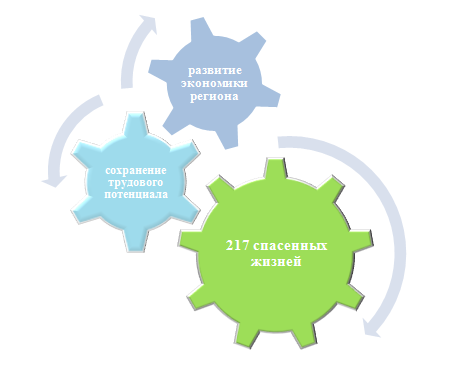 развитие
экономики
региона
сохранение
трудового
потенциала
217 спасенных
жизней